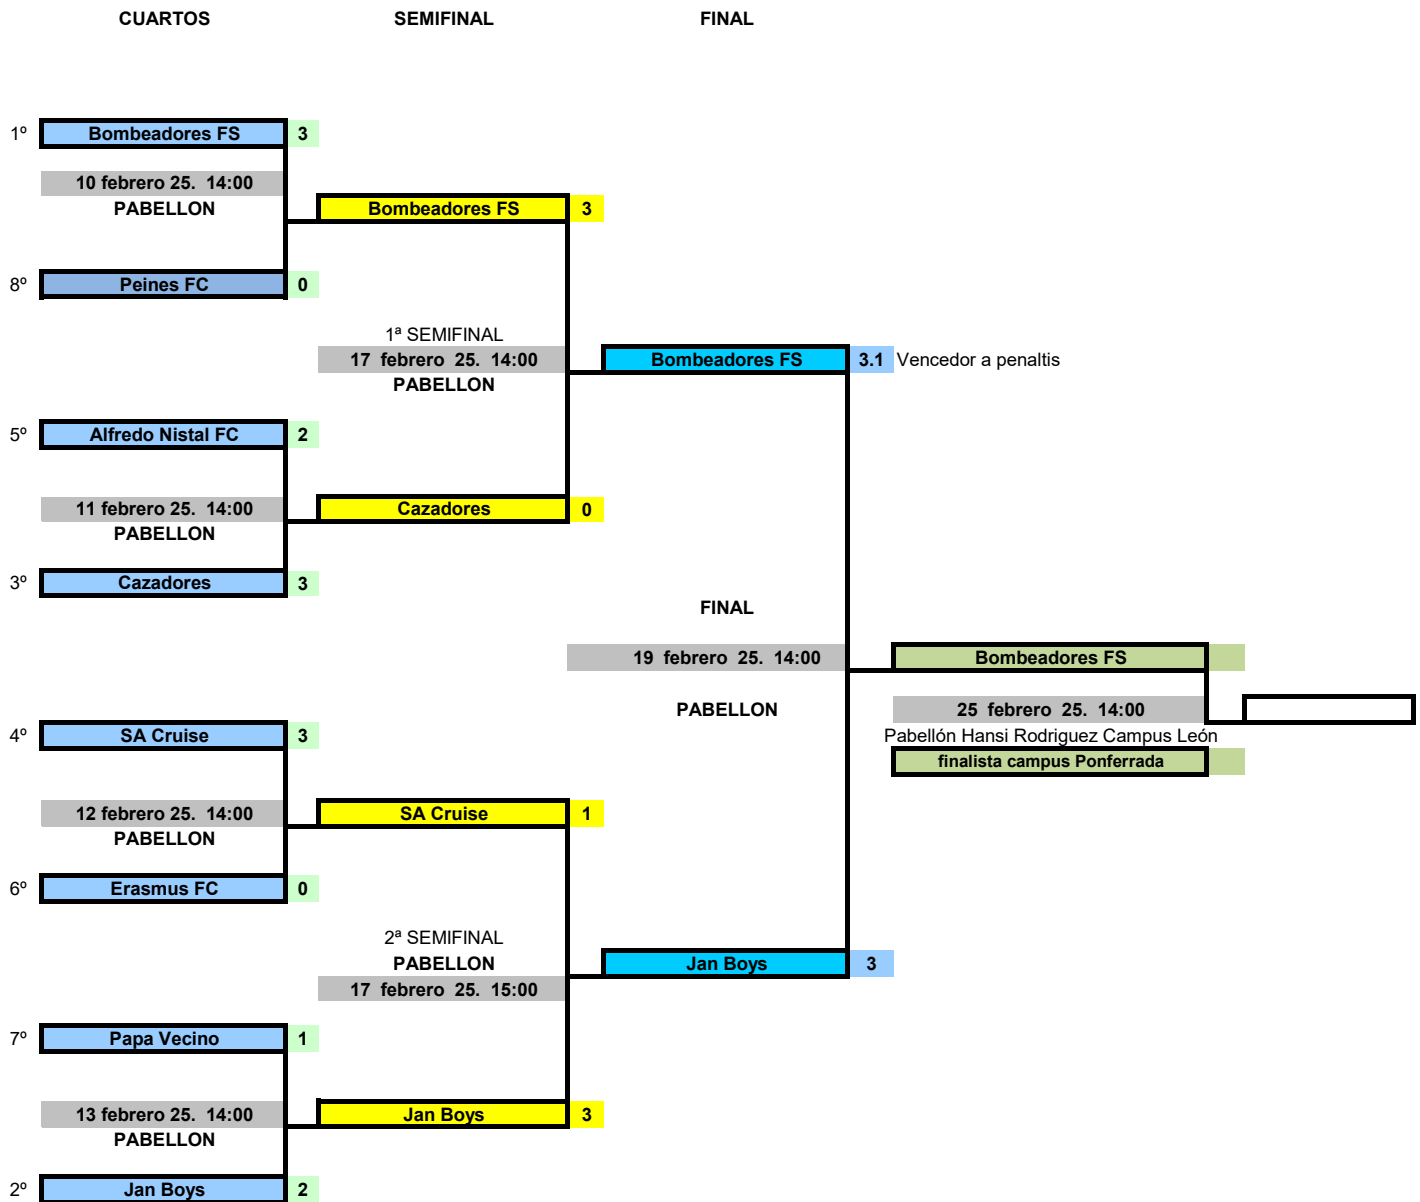 CUARTOS SEMIFINAL FINAL
1º Bombeadores FS 3
10 febrero 25. 14:00
PABELLON Bombeadores FS 3
8º Peines FC 0
1ª SEMIFINAL
17 febrero 25. 14:00 Bombeadores FS 3.1 Vencedor a penaltis
PABELLON
5º Alfredo Nistal FC 2
11 febrero 25. 14:00 Cazadores 0
PABELLON
3º Cazadores 3
FINAL
19 febrero 25. 14:00 Bombeadores FS
PABELLON 25 febrero 25. 14:00
4º SA Cruise 3 Pabellón Hansi Rodriguez Campus León
finalista campus Ponferrada
12 febrero 25. 14:00 SA Cruise 1
PABELLON
6º Erasmus FC 0
2ª SEMIFINAL
PABELLON Jan Boys 3
17 febrero 25. 15:00
7º Papa Vecino 1
13 febrero 25. 14:00 Jan Boys 3
PABELLON
2º Jan Boys 2